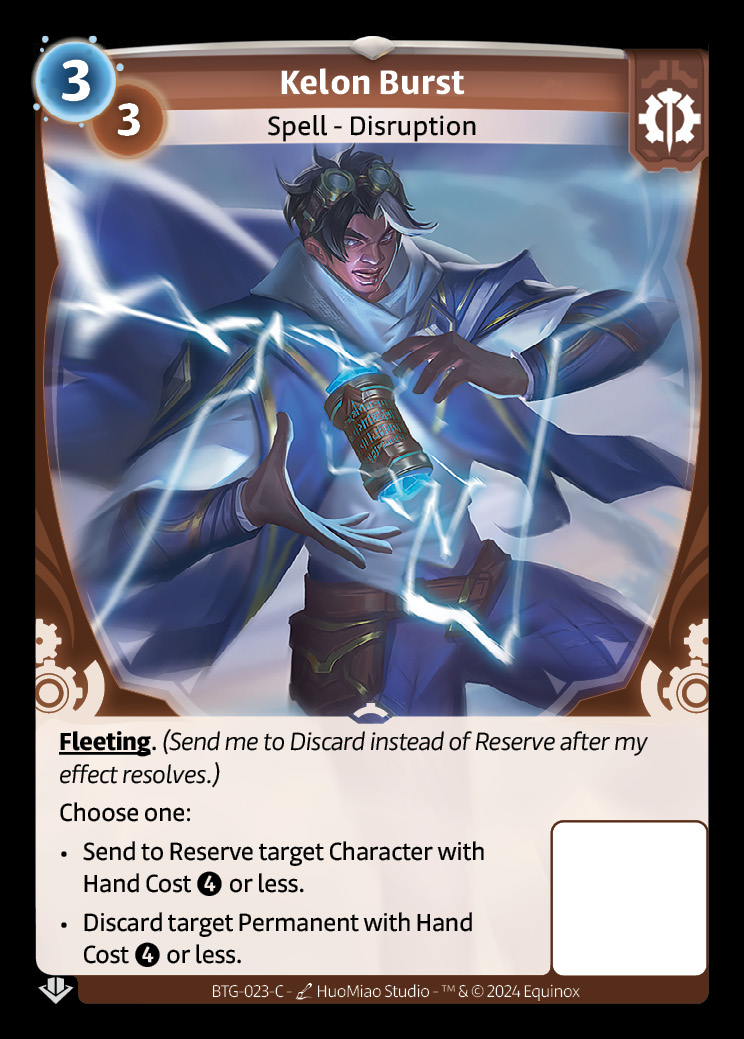 3
Kelon Burst
3
Spell - Disruption
Fleeting. (Send me to Discard instead of Reserve after my
effect resolves.)
Choose one:
• Send to Reserve target Character with
Hand Cost 4 or less.
• Discard target Permanent with Hand
Cost 4 or less.
BTG-023-C - HuoMiao Studio - ™ & © 2024 Equinox